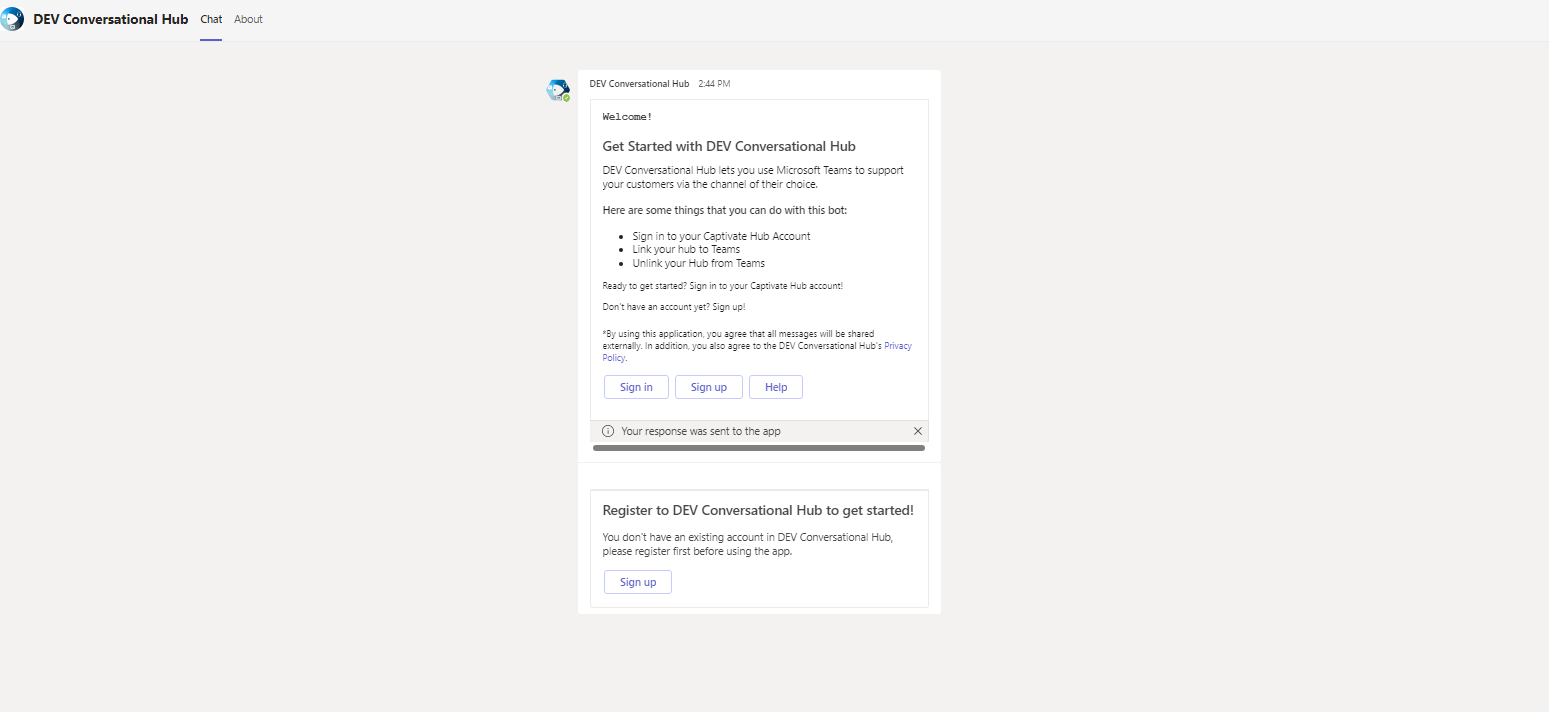 DEV Conversational Hub Chat About
DEV Conversational Hub 2:44 PM
Welcome!
Get Started with DEV Conversational Hub
DEV Conversational Hub lets you use Microsoft Teams to support
your customers via the channel of their choice.
Here are some things that you can do with this bot:
Sign in to your Captivate Hub Account
Link your hub to Teams
Unlink your Hub from Teams
Ready to get started? Sign in to your Captivate Hub account!
Don't have an account yet? Sign up!
*By using this application, you agree that all messages will be shared
externally. In addition, you also agree to the DEV Conversational Hub's Privacy
Policy.
Sign in Sign up Help
Your response was sent to the app
Register to DEV Conversational Hub to get started!
You don't have an existing account in DEV Conversational Hub,
please register first before using the app.
Sign up